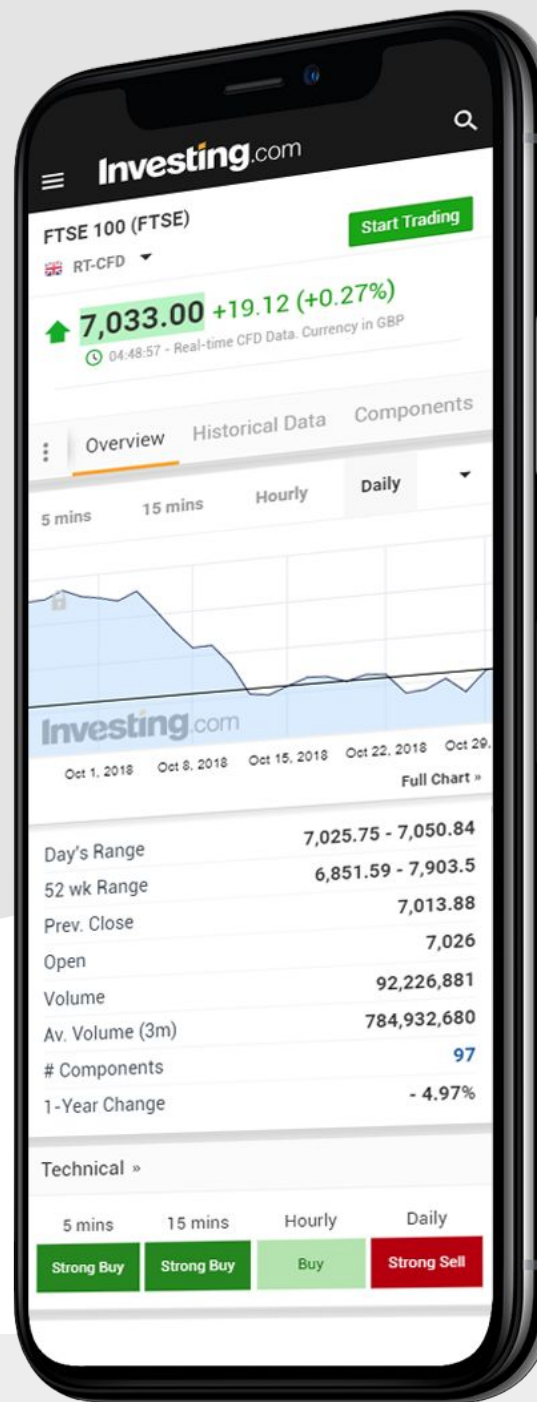 Investing.com
FTSE 100 (FTSE)
Start Trading
RT-CFD
7,033.00 +19.12 (+0.27%)
04:48:57 - Real-time CFD Data. Currency in GBP
Overview Historical Data Components
5 mins 15 mins Hourly Daily
Investing.com
Oct 1, 2018 Oct 8, 2018 Oct 15, 2018 Oct 22, 2018 Oct 29,
Full Chart »
Day's Range 7,025.75 - 7,050.84
52 wk Range 6,851.59 - 7,903.5
Prev. Close 7,013.88
Open 7,026
Volume 92,226,881
Av. Volume (3m) 784,932,680
# Components 97
1-Year Change - 4.97%
Technical »
5 mins 15 mins Hourly Daily
Strong Buy Strong Buy Buy Strong Sell